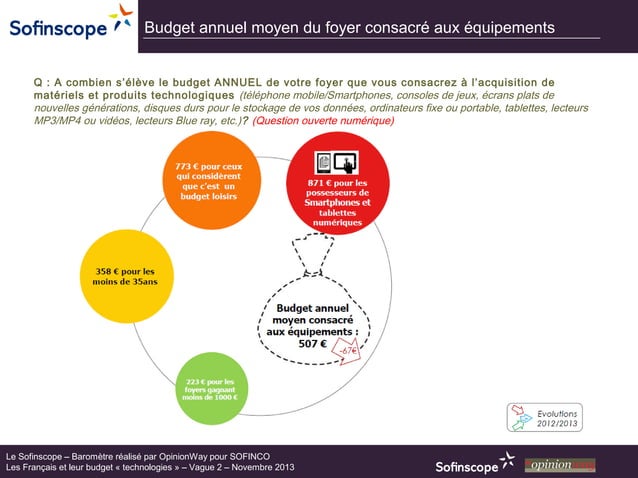 Sofinscope
Budget annuel moyen du foyer consacré aux équipements
Q : A combien s’élève le budget ANNUEL de votre foyer que vous consacrez à l’acquisition de
matériels et produits technologiques (téléphone mobile/Smartphones, consoles de jeux, écrans plats de
nouvelles générations, disques durs pour le stockage de vos données, ordinateurs fixe ou portable, tablettes, lecteurs
MP3/MP4 ou vidéos, lecteurs Blue ray, etc.)? (Question ouverte numérique)
773 € pour ceux
qui considèrent
que c’est un
budget loisirs
871 € pour les
possesseurs de
Smartphones et
tablettes
numériques
358 € pour les
moins de 35ans
Budget annuel
moyen consacré
aux équipements :
507 €
-67€
223 € pour les
foyers gagnant
moins de 1000 €
Evolutions
2012/2013
Le Sofinscope – Baromètre réalisé par OpinionWay pour SOFINCO
Les Français et leur budget « technologies » – Vague 2 – Novembre 2013
Sofinscope
opinionway